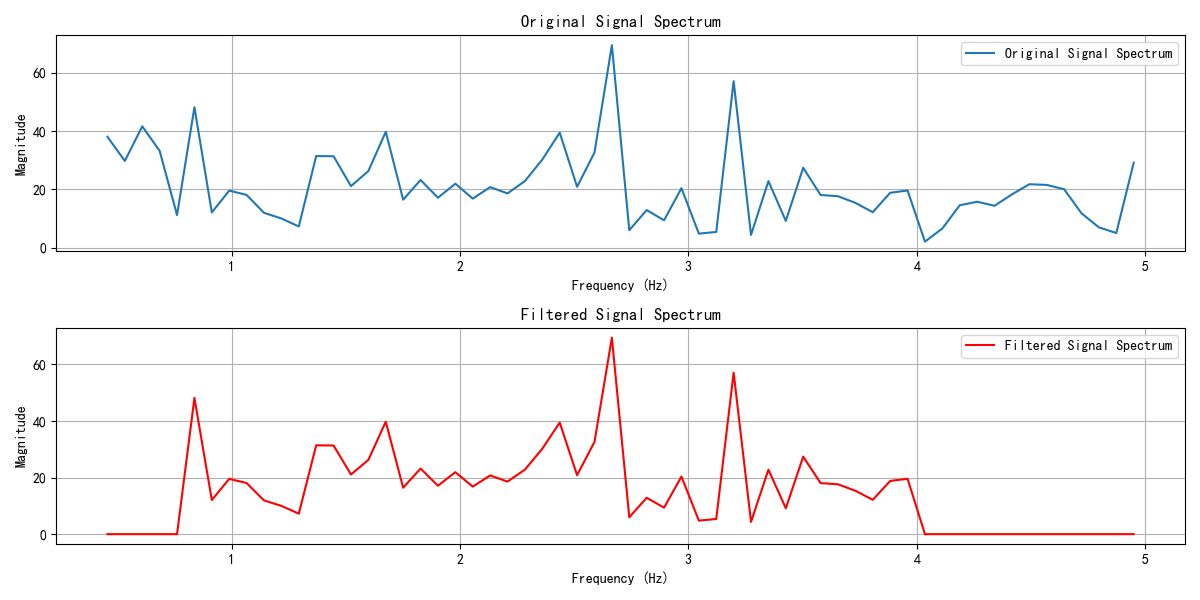 Original Signal Spectrum
Original Signal Spectrum
60
40
20
0
Magnitude
1 2 3 4 5
Frequency (Hz)
Filtered Signal Spectrum
Filtered Signal Spectrum
60
40
20
0
Magnitude
1 2 3 4 5
Frequency (Hz)